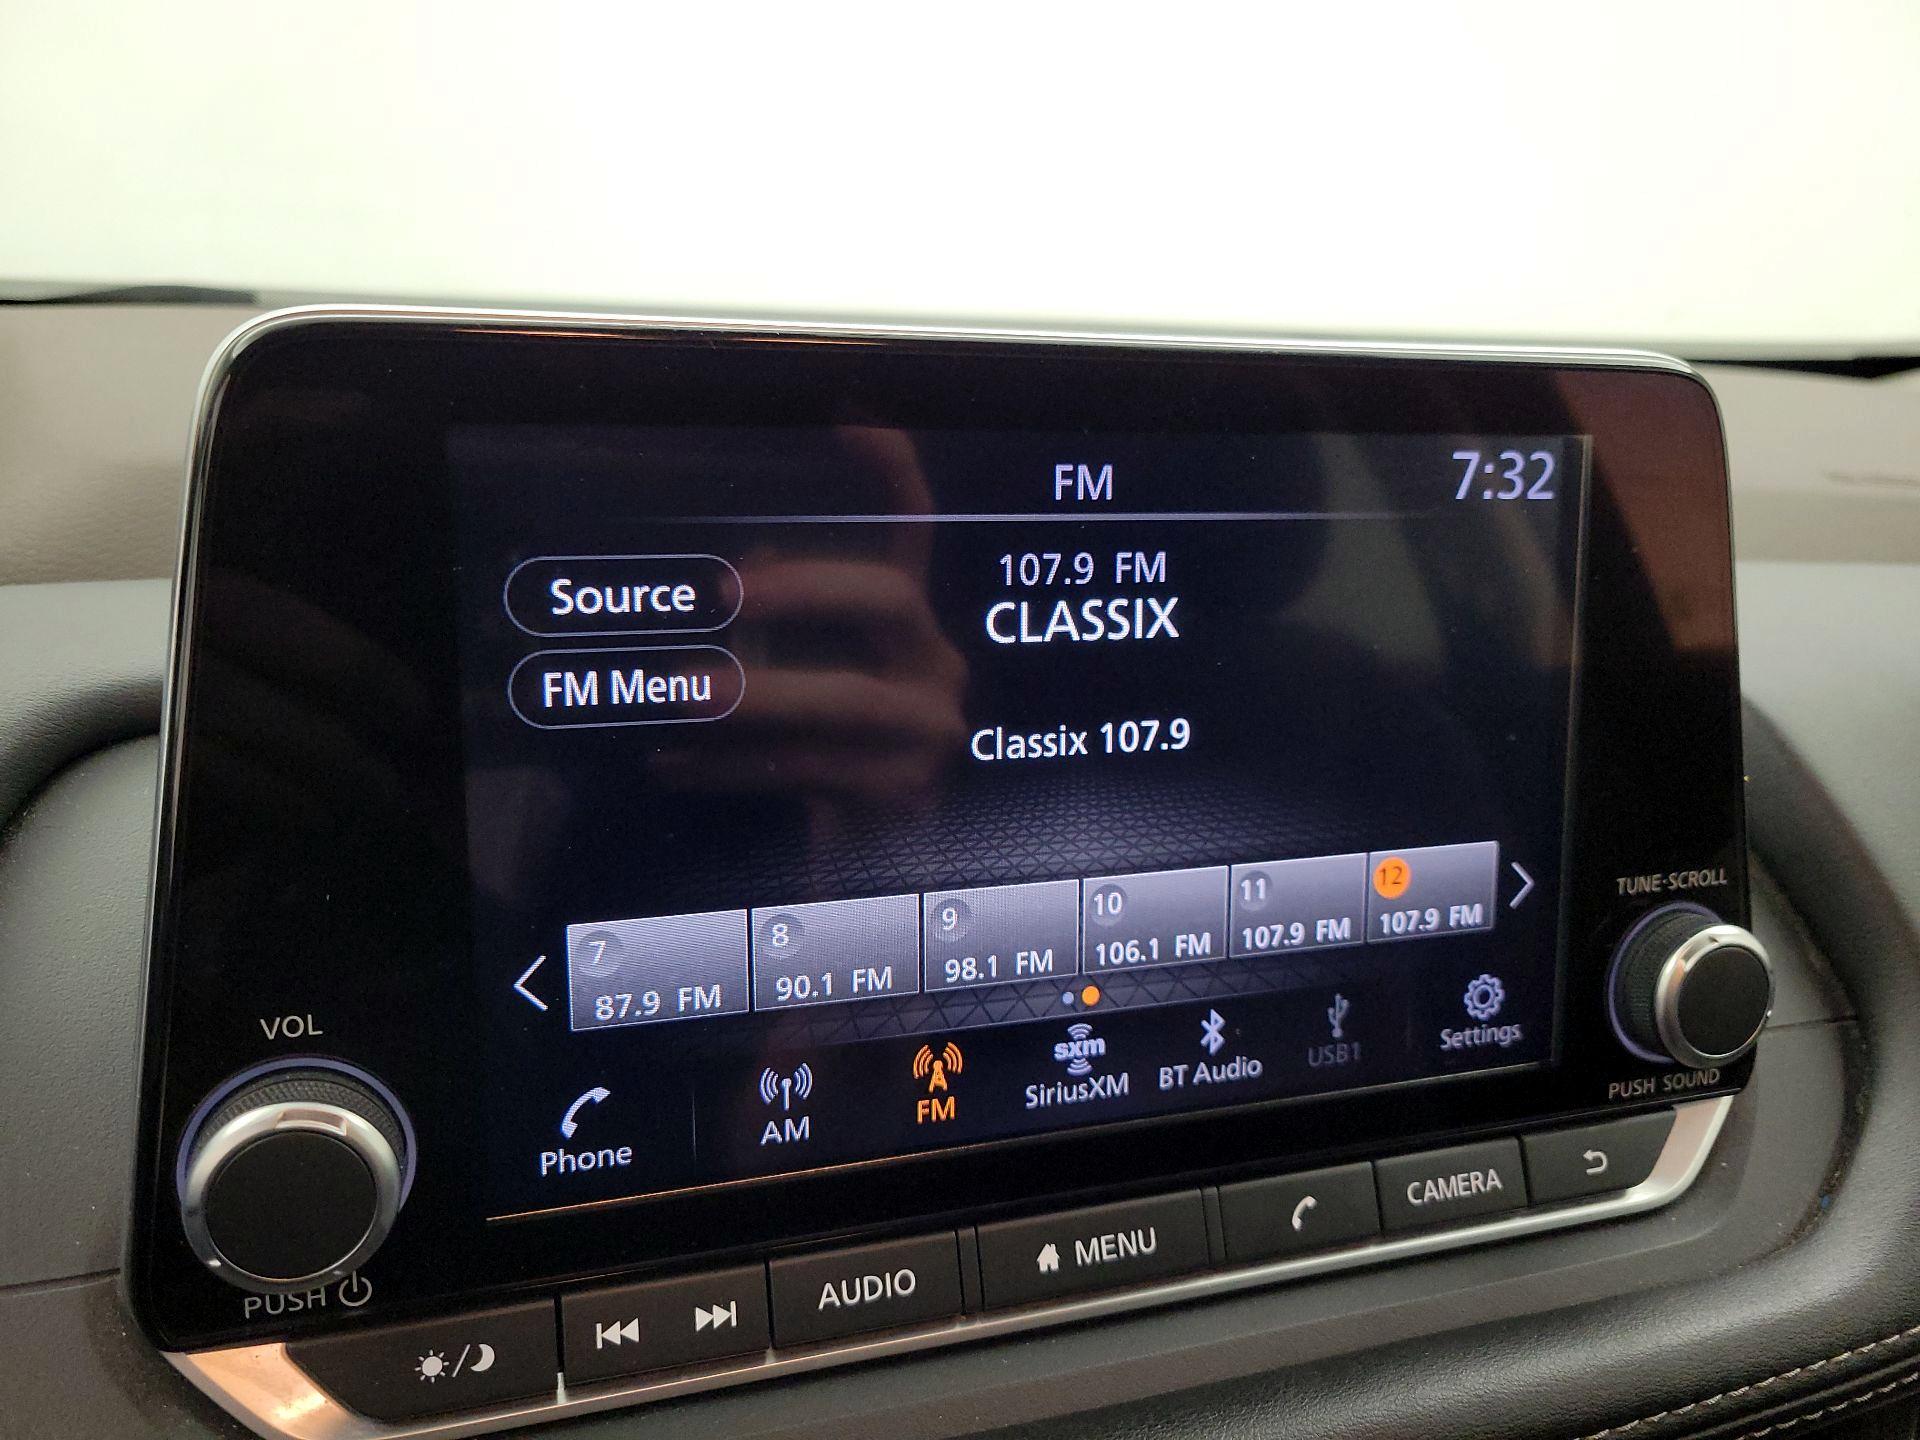 FM
7:32
Source
107.9 FM
CLASSIX
FM Menu
Classix 107.9
7
87.9 FM
8
90.1 FM
9
98.1 FM
10
106.1 FM
11
107.9 FM
12
107.9 FM
Phone
AM
FM
sxm
SiriusXM
BT Audio
USB1
Settings
VOL
PUSH
TUNE·SCROLL
PUSH SOUND
AUDIO
MENU
CAMERA